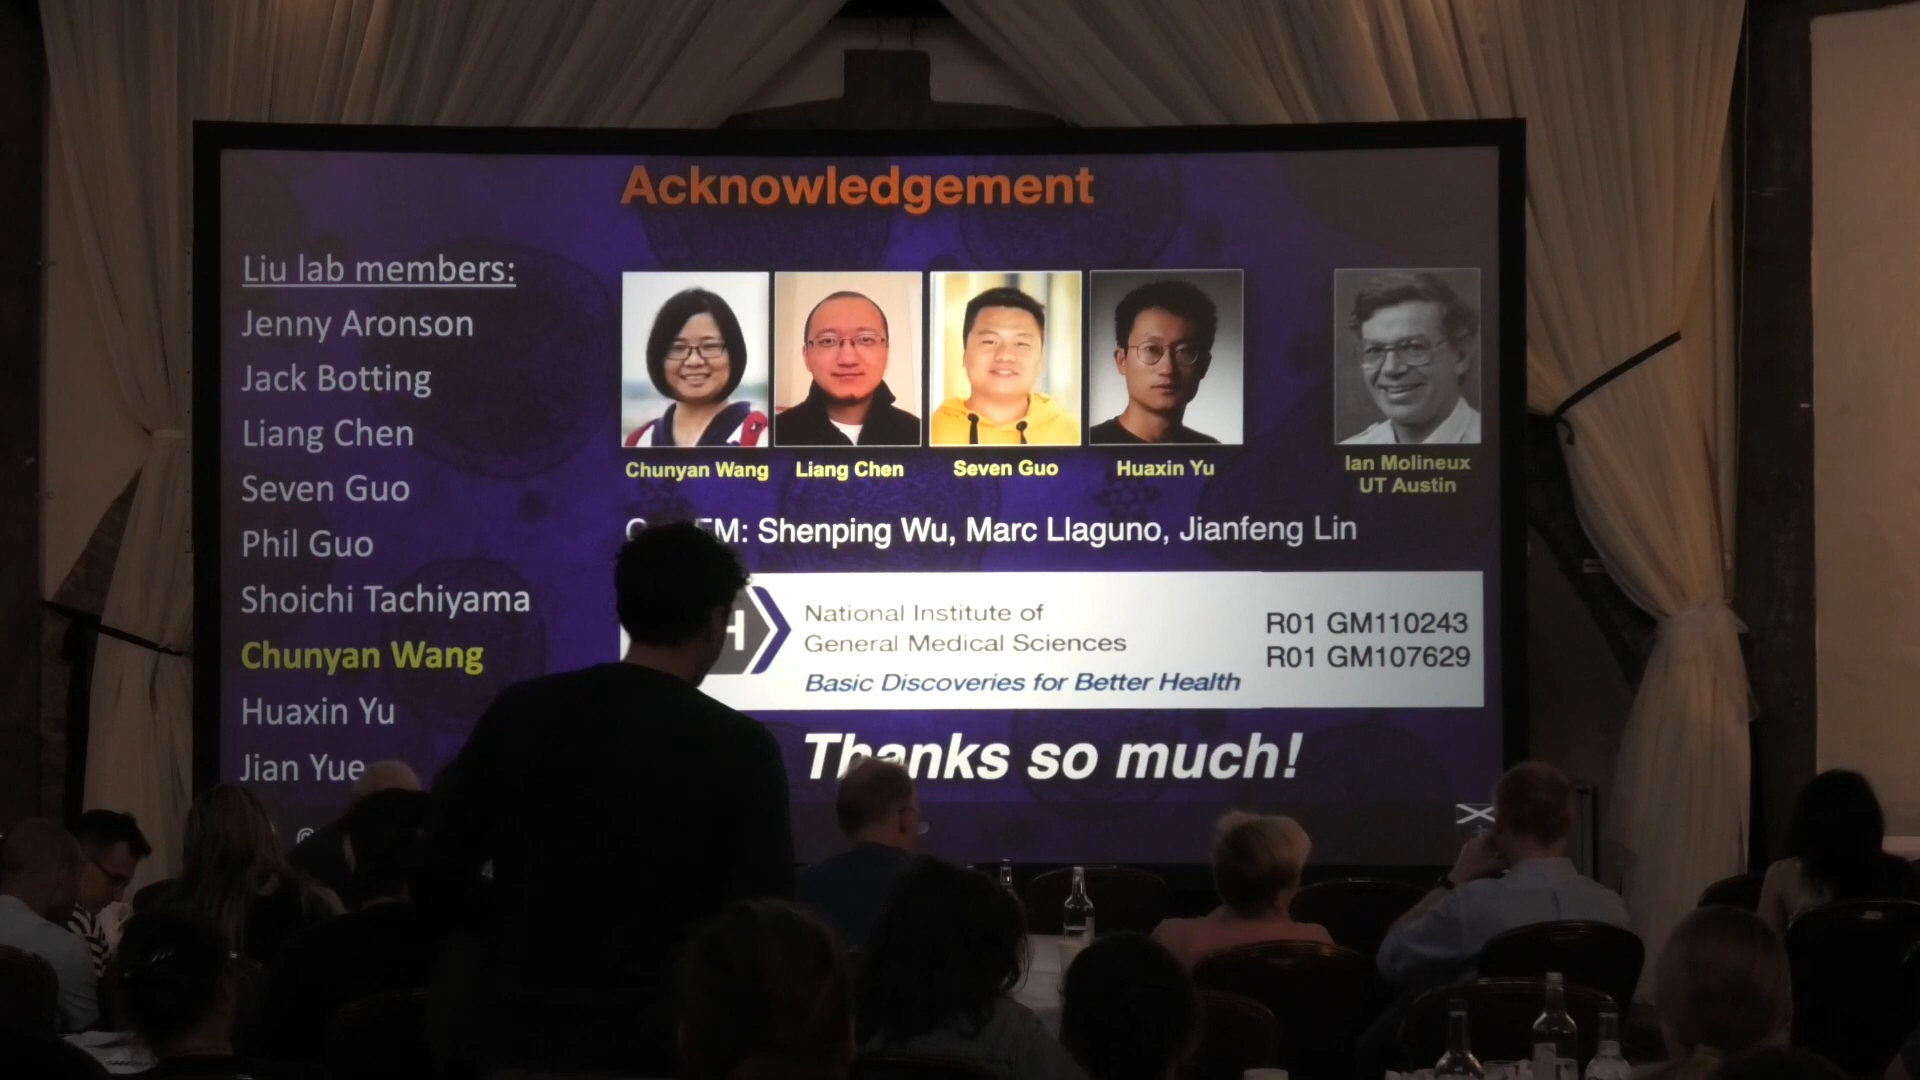 Acknowledgement
Liu lab members:
Jenny Aronson
Jack Botting
Liang Chen
Seven Guo
Phil Guo
Shoichi Tachiyama
Chunyan Wang
Huaxin Yu
Jian Yue
Chunyan Wang
Liang Chen
Seven Guo
Huaxin Yu
Ian Molineux
UT Austin
Shenping Wu, Marc Llaguno, Jianfeng Lin
National Institute of
General Medical Sciences
Basic Discoveries for Better Health
R01 GM110243
R01 GM107629
Thanks so much!